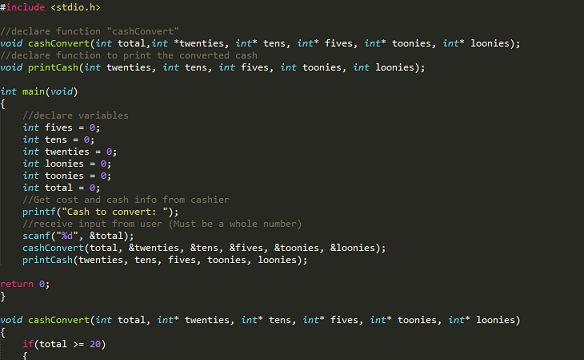 #include <stdio.h>
//declare function "cashConvert"
void cashConvert(int total,int *twenties, int* tens, int* fives, int* toonies, int* loonies);
//declare function to print the converted cash
void printCash(int twenties, int tens, int fives, int toonies, int loonies);
int main(void)
{
//declare variables
int fives = 0;
int tens = 0;
int twenties = 0;
int loonies = 0;
int toonies = 0;
int total = 0;
//Get cost and cash info from cashier
printf("Cash to convert: ");
//receive input from user (Must be a whole number)
scanf("%d", &total);
cashConvert(total, &twenties, &tens, &fives, &toonies, &loonies);
printCash(twenties, tens, fives, toonies, loonies);
return 0;
}
void cashConvert(int total, int* twenties, int* tens, int* fives, int* toonies, int* loonies)
{
if(total >= 20)
{